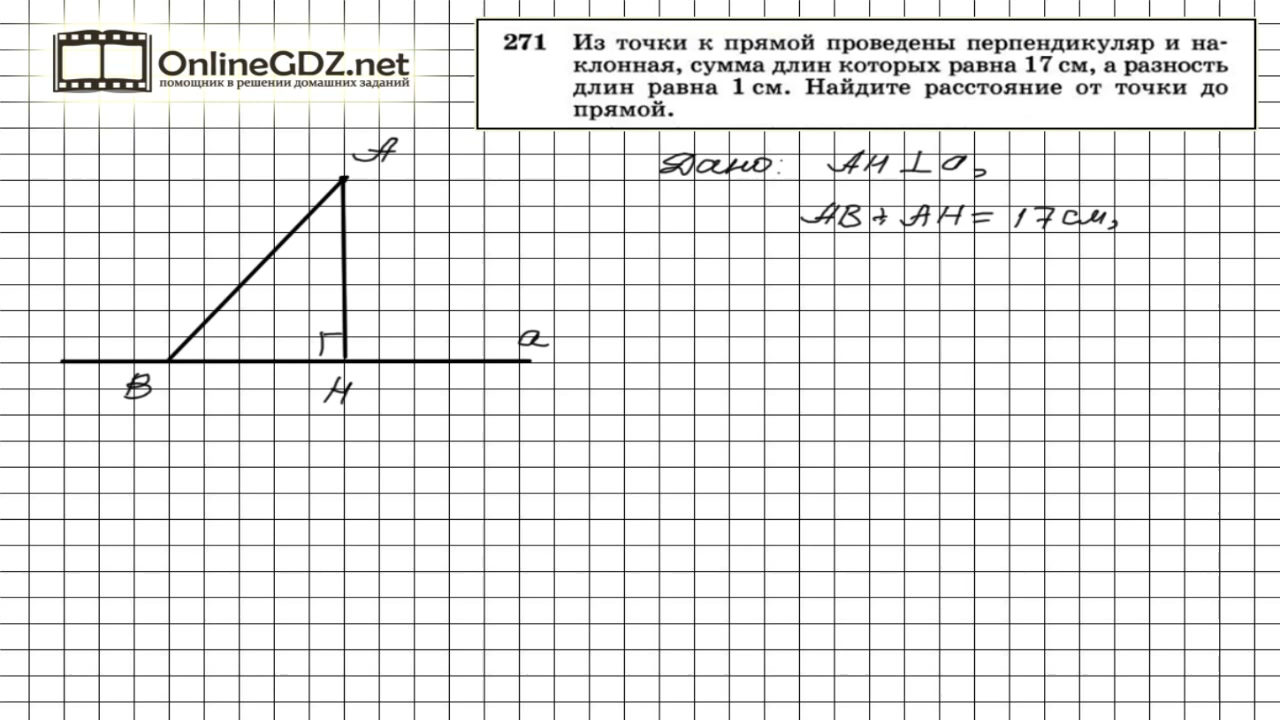 OnlineGDZ.net
помощник в решении домашних заданий
271 Из точки к прямой проведены перпендикуляр и на-
клонная, сумма длин которых равна 17 см, а разность
длин равна 1 см. Найдите расстояние от точки до
прямой.
Дано: AH ⊥ a,
AB + AH = 17 см,
A
a
B
H